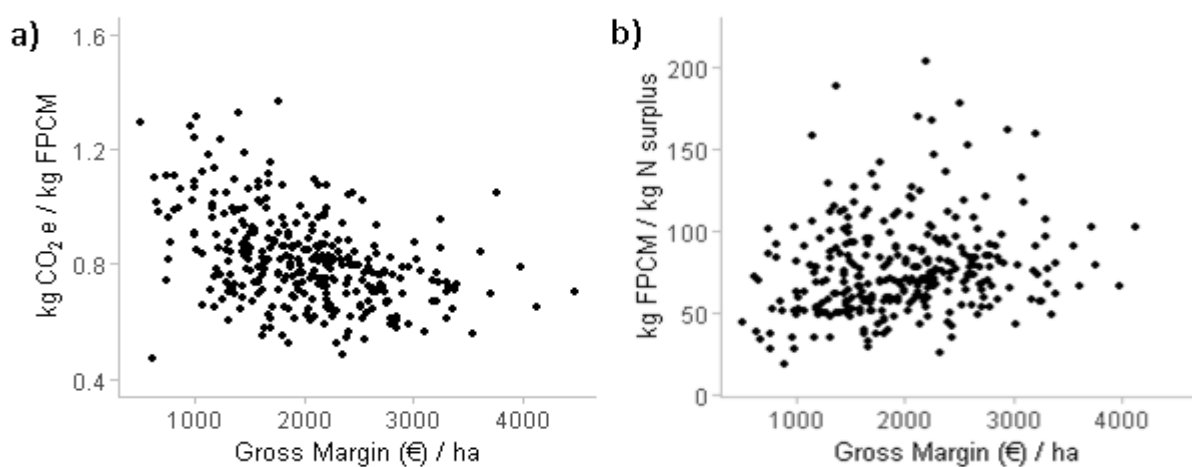 a)
kg CO₂ e / kg FPCM
1.6
1.2
0.8
0.4
1000 2000 3000 4000
Gross Margin (€) / ha
b)
kg FPCM / kg N surplus
200
150
100
50
0
1000 2000 3000 4000
Gross Margin (€) / ha